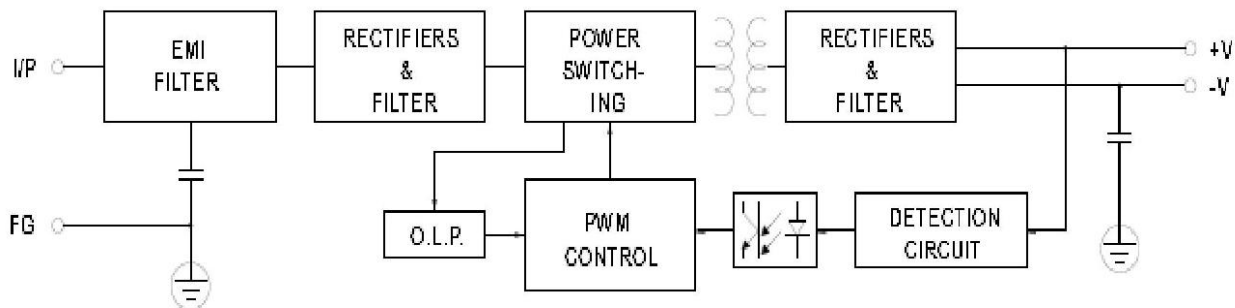 I/P
EMI
FILTER
RECTIFIERS
&
FILTER
POWER
SWITCH-
ING
RECTIFIERS
&
FILTER
+V
-V
FG
O.L.P.
PWM
CONTROL
DETECTION
CIRCUIT